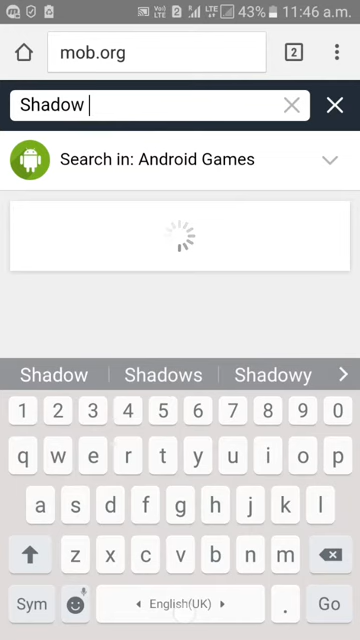 43% 11:46 a.m.
mob.org
2
Shadow
Search in: Android Games
Shadow Shadows Shadowy
1 2 3 4 5 6 7 8 9 0
q w e r t y u i o p
a s d f g h j k l
z x c v b n m
Sym English(UK) . Go